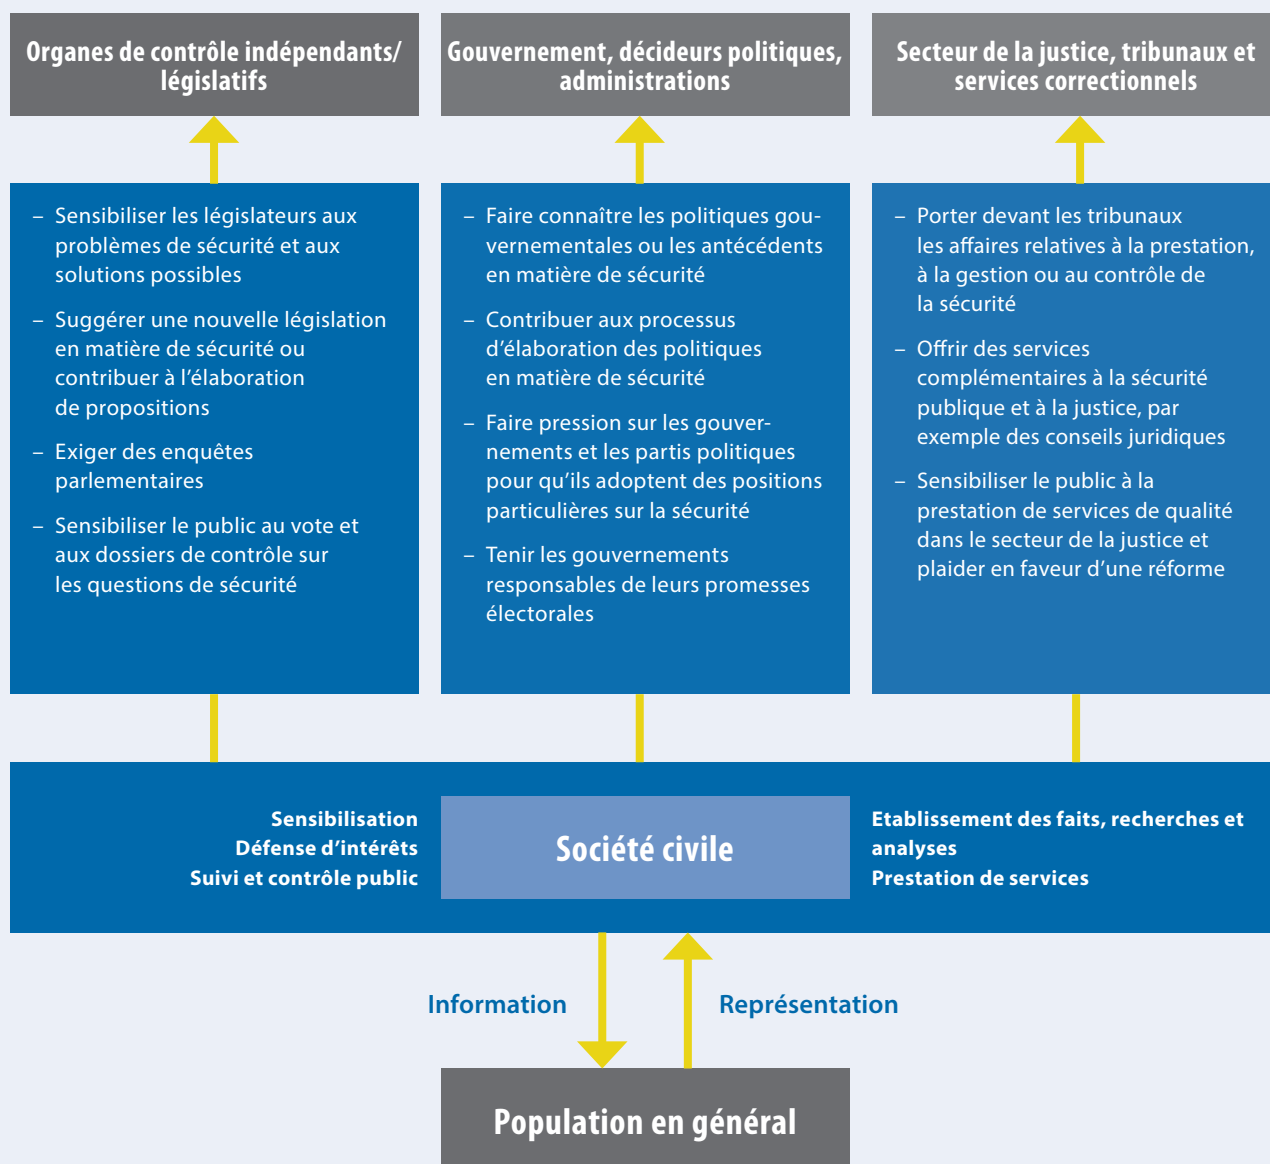 Organes de contrôle indépendants/
législatifs
Gouvernement, décideurs politiques,
administrations
Secteur de la justice, tribunaux et
services correctionnels
– Sensibiliser les législateurs aux
problèmes de sécurité et aux
solutions possibles
– Suggérer une nouvelle législation
en matière de sécurité ou
contribuer à l’élaboration
de propositions
– Exiger des enquêtes
parlementaires
– Sensibiliser le public au vote et
aux dossiers de contrôle sur
les questions de sécurité
– Faire connaître les politiques gou-
vernementales ou les antécédents
en matière de sécurité
– Contribuer aux processus
d’élaboration des politiques
en matière de sécurité
– Faire pression sur les gouver-
nements et les partis politiques
pour qu’ils adoptent des positions
particulières sur la sécurité
– Tenir les gouvernements
responsables de leurs promesses
électorales
– Porter devant les tribunaux
les affaires relatives à la prestation,
à la gestion ou au contrôle de
la sécurité
– Offrir des services
complémentaires à la sécurité
publique et à la justice, par
exemple des conseils juridiques
– Sensibiliser le public à la
prestation de services de qualité
dans le secteur de la justice et
plaider en faveur d’une réforme
Sensibilisation
Défense d’intérêts
Suivi et contrôle public
Société civile
Etablissement des faits, recherches et
analyses
Prestation de services
Information
Représentation
Population en général